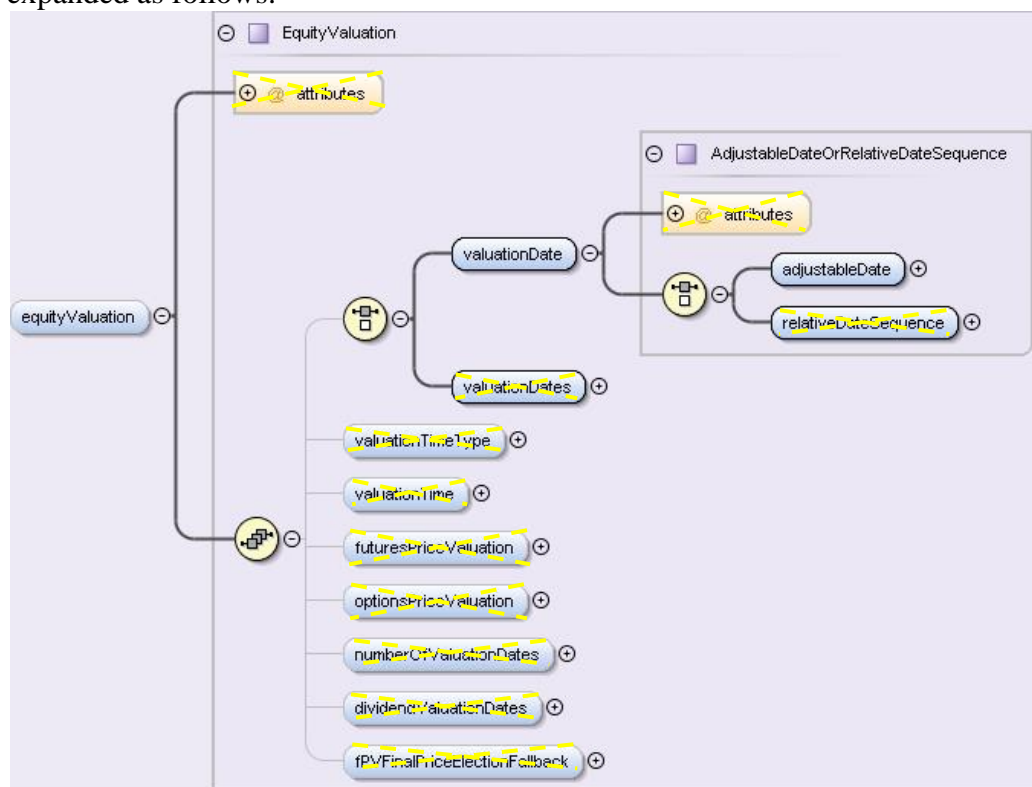 expanded as follows.
EquityValuation
@ attributes
AdjustableDateOrRelativeDateSequence
@ attributes
valuationDate
adjustableDate
equityValuation
relativeDateSequence
valuationDates
valuationTimeType
valuationTime
futuresPriceValuation
optionsPriceValuation
numberOfValuationDates
dividendValuationDates
fPVFinalPriceElectionFallback